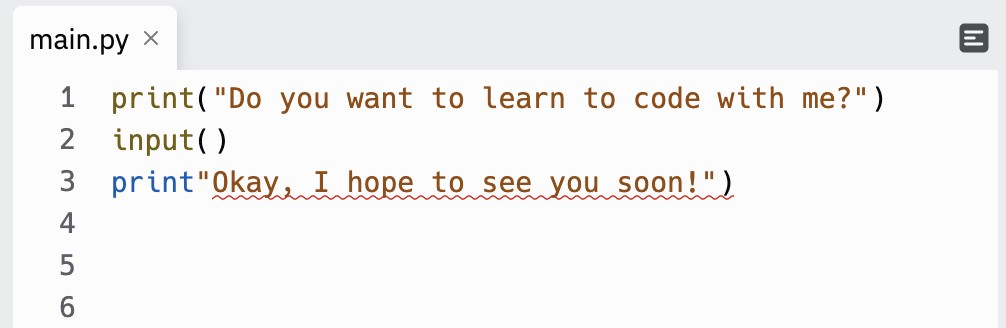 main.py ×
1 print("Do you want to learn to code with me?")
2 input()
3 print"Okay, I hope to see you soon!")
4
5
6